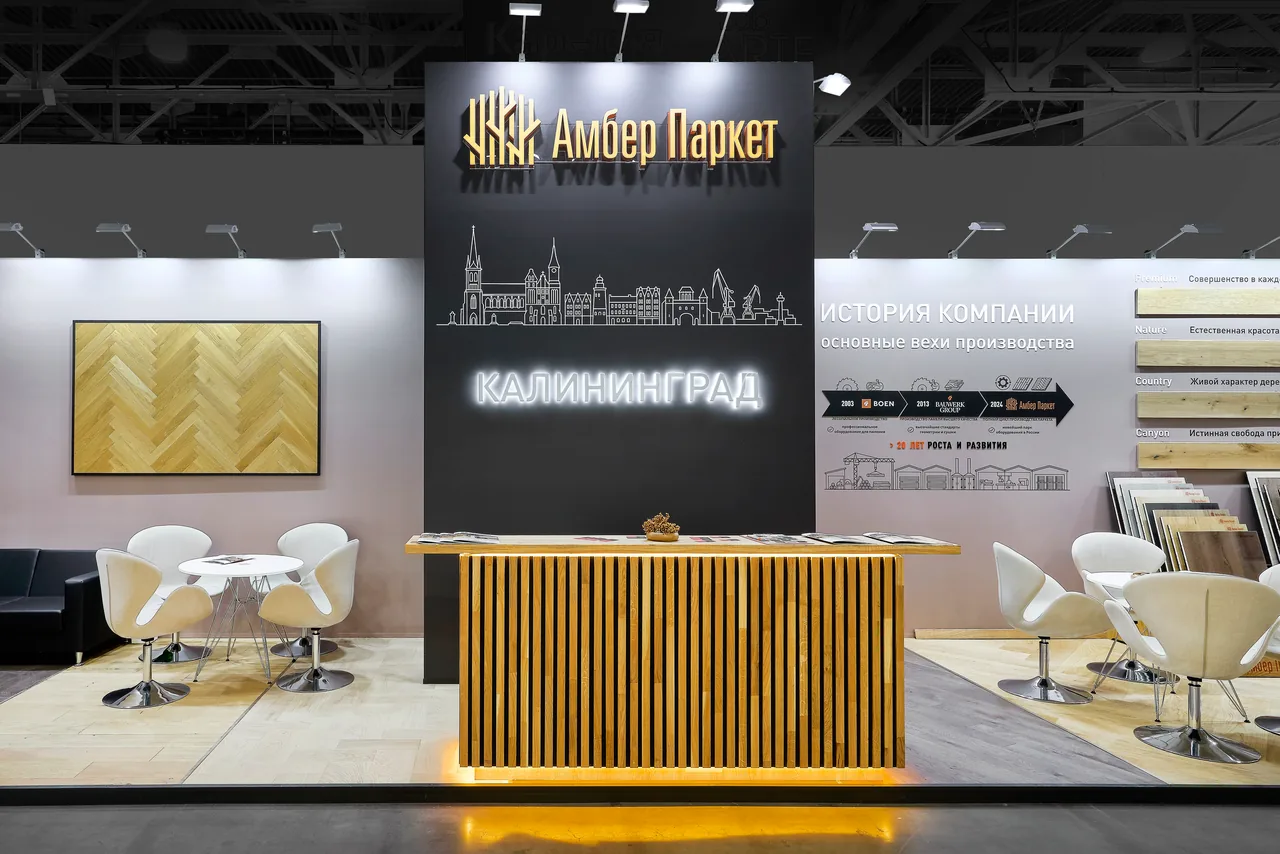 Амбер Паркет
КАЛИНИНГРАД
ИСТОРИЯ КОМПАНИИ
основные вехи производства
2003 BOEN
2013 BAUWERK GROUP
2024 Амбер Паркет
20 ЛЕТ РОСТА И РАЗВИТИЯ
Premium Совершенство в кажд
Nature Естественная красота
Country Живой характер дере
Canyon Истинная свобода при